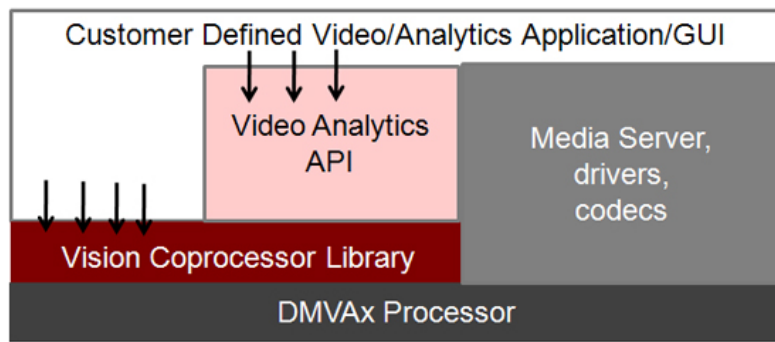 Customer Defined Video/Analytics Application/GUI
Video Analytics
API
Media Server,
drivers,
codecs
Vision Coprocessor Library
DMVAx Processor